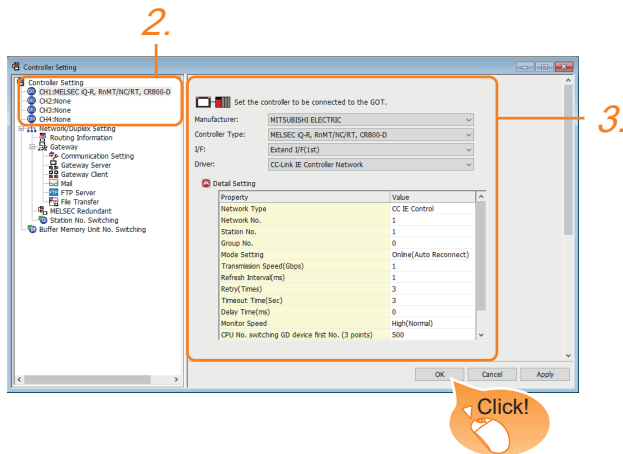 2.
Controller Setting
Controller Setting
CH1:MELSEC iQ-R, RnMT/NC/RT, CR800-D
CH2:None
CH3:None
CH4:None
Network/Duplex Setting
Routing Information
Gateway
Communication Setting
Gateway Server
Gateway Client
Mail
FTP Server
File Transfer
MELSEC Redundant
Station No. Switching
Buffer Memory Unit No. Switching
Set the controller to be connected to the GOT.
Manufacturer: MITSUBISHI ELECTRIC
Controller Type: MELSEC iQ-R, RnMT/NC/RT, CR800-D
I/F: Extend I/F(1st)
Driver: CC-Link IE Controller Network
Detail Setting
Property Value
Network Type CC IE Control
Network No. 1
Station No. 1
Group No. 0
Mode Setting Online(Auto Reconnect)
Transmission Speed(Gbps) 1
Refresh Interval(ms) 1
Retry(Times) 3
Timeout Time(Sec) 3
Delay Time(ms) 0
Monitor Speed High(Normal)
CPU No. switching GD device first No. (3 points) 500
3.
OK Cancel Apply
Click!